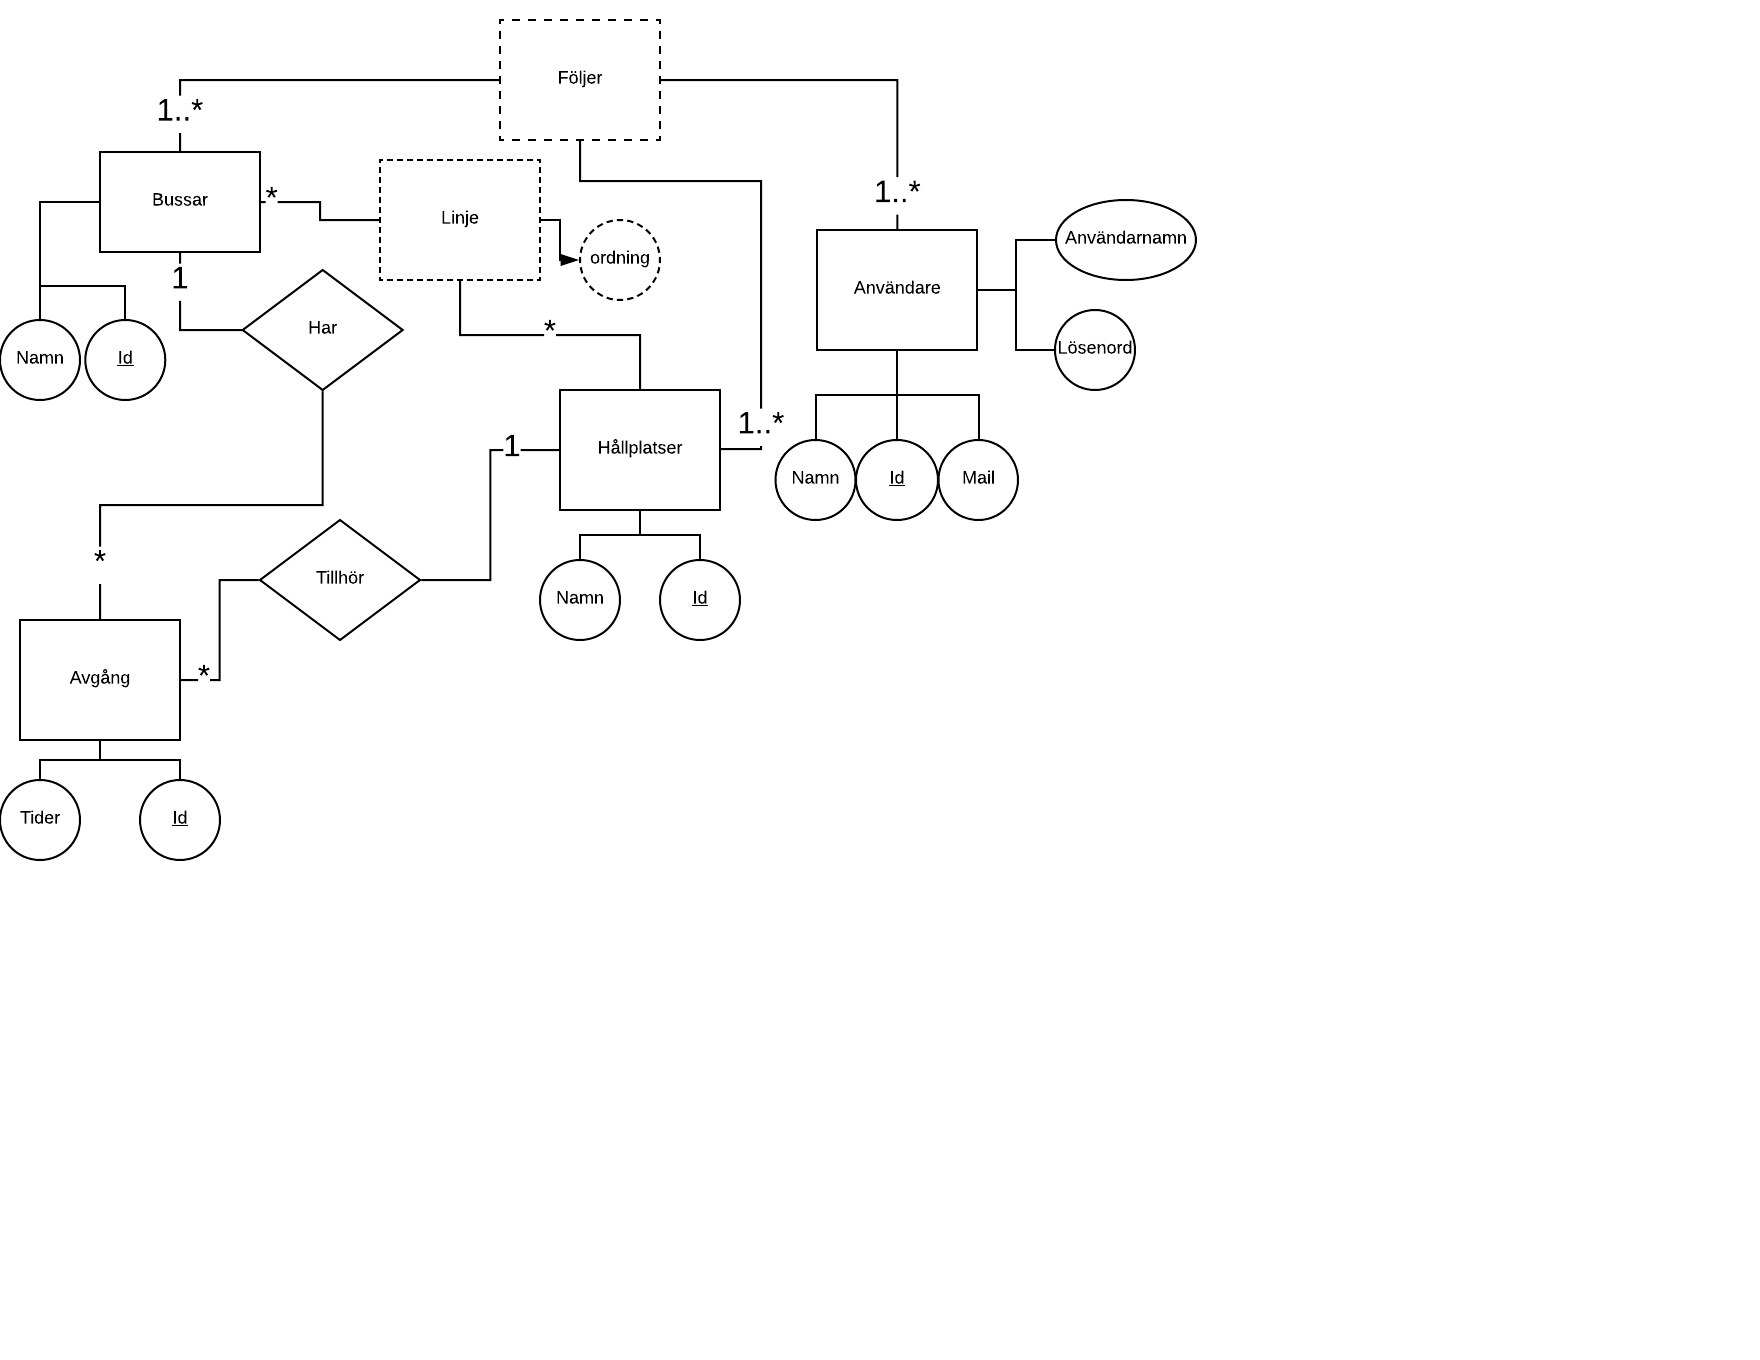 Följer
1..*
1..*
Bussar
*
Linje
ordning
Användarnamn
Användare
1
Har
*
Namn
Id
Lösenord
Hållplatser
1..*
1
Namn
Id
Mail
*
Tillhör
Namn
Id
Avgång
*
Tider
Id